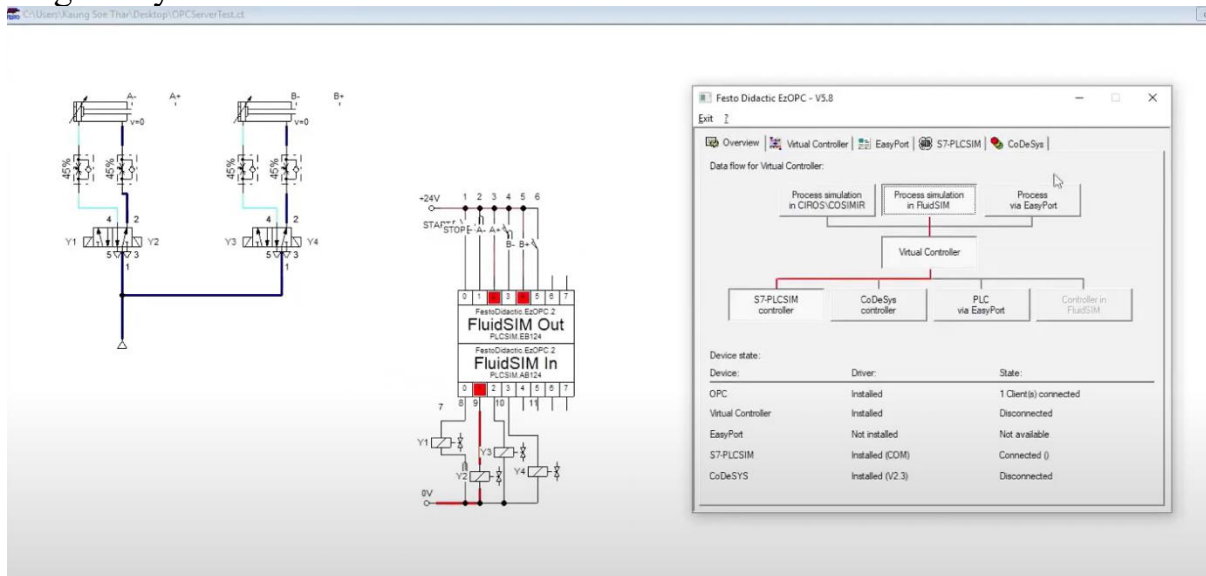 C:\Users\Kaung Soe Thar\Desktop\OPCServerTest.ct
A- A+ B- B+
v=0 v=0
45% 45% 45% 45%
4 2 4 2
Y1 Y2 Y3 Y4
5 3 5 3
1 1
+24V 1 2 3 4 5 6
STOP A- A+
B- B+
0 1 3 5 6 7
FestoDidactic.EzOPC.2
FluidSIM Out
PLCSIM.EB124
FestoDidactic.EzOPC.2
FluidSIM In
PLCSIM.AB124
0 2 3 4 5 6 7
7 8 9 10 11
Y1 Y3
Y2 Y4
0V
Festo Didactic EzOPC - V5.8
Exit ?
Overview Virtual Controller EasyPort S7-PLCSIM CoDeSys
Data flow for Virtual Controller:
Process simulation in CIROS\COSIMIR
Process simulation in FluidSIM
Process via EasyPort
Virtual Controller
S7-PLCSIM controller
CoDeSys controller
PLC via EasyPort
Controller in FluidSIM
Device state:
Device: Driver: State:
OPC Installed 1 Client(s) connected
Virtual Controller Installed Disconnected
EasyPort Not installed Not available
S7-PLCSIM Installed (COM) Connected ()
CoDeSYS Installed (V2.3) Disconnected